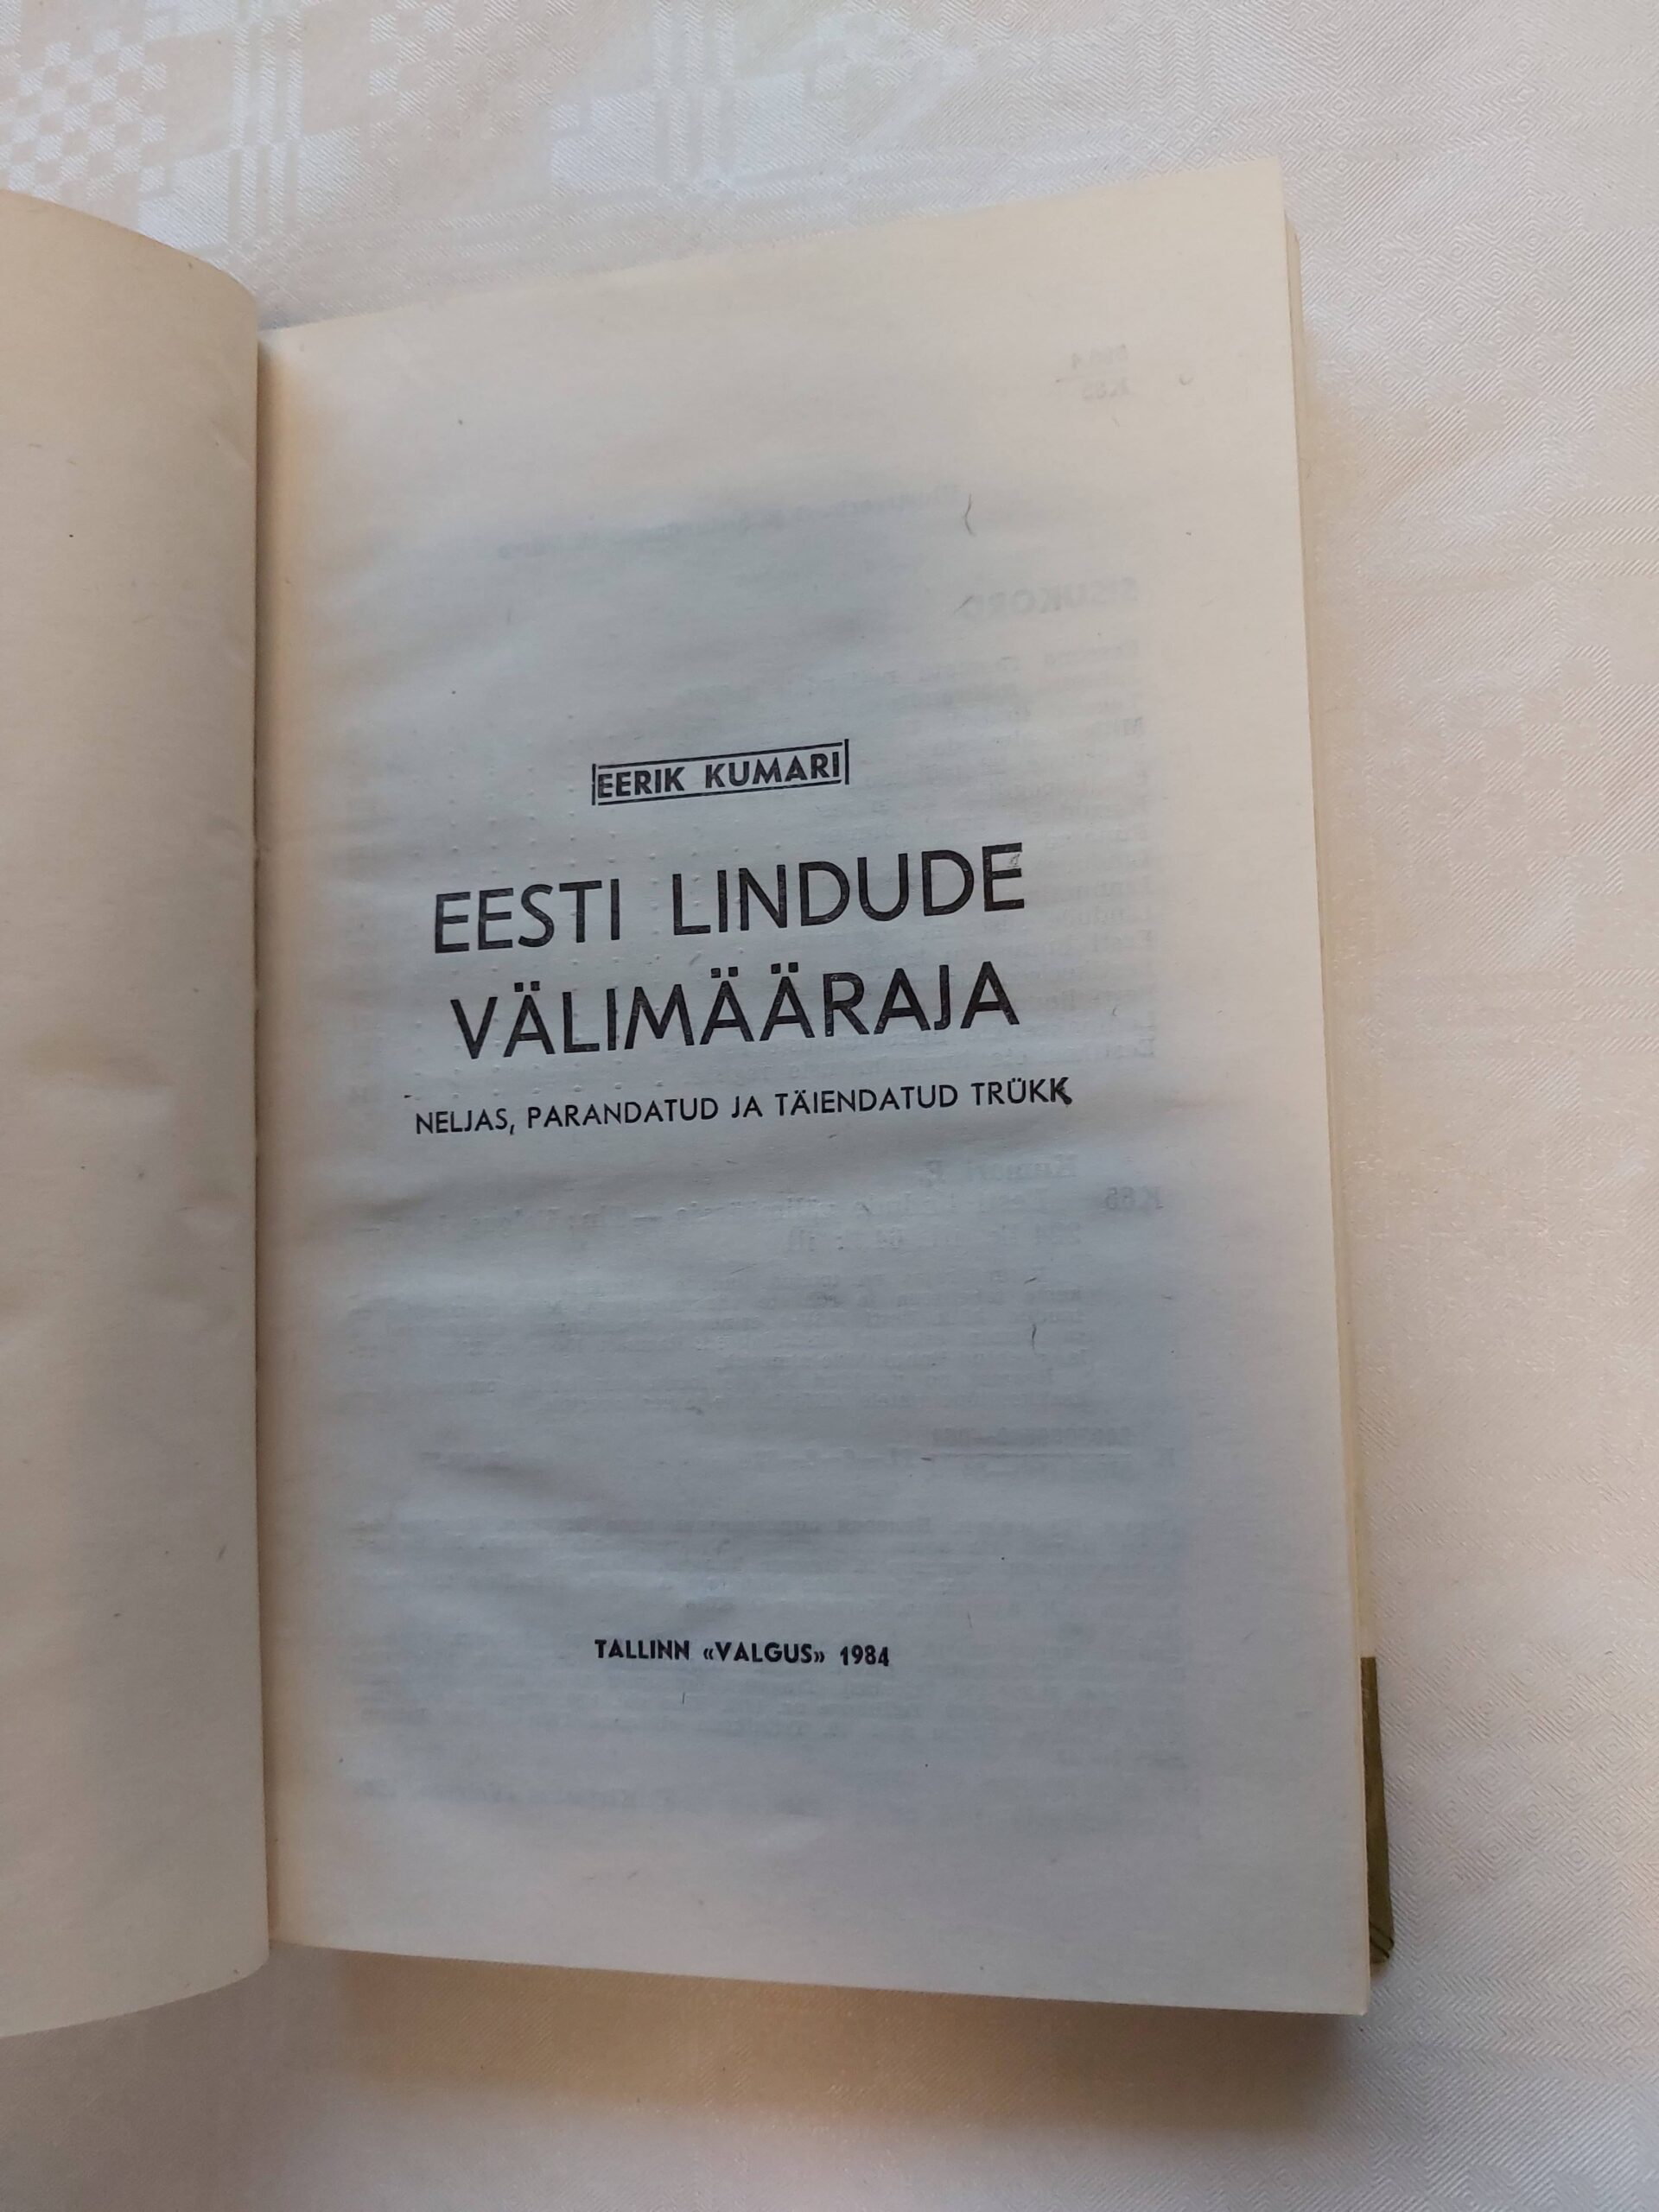 EERIK KUMARI
EESTI LINDUDE
VÄLIMÄÄRAJA
NELJAS, PARANDATUD JA TÄIENDATUD TRÜKK
TALLINN «VALGUS» 1984